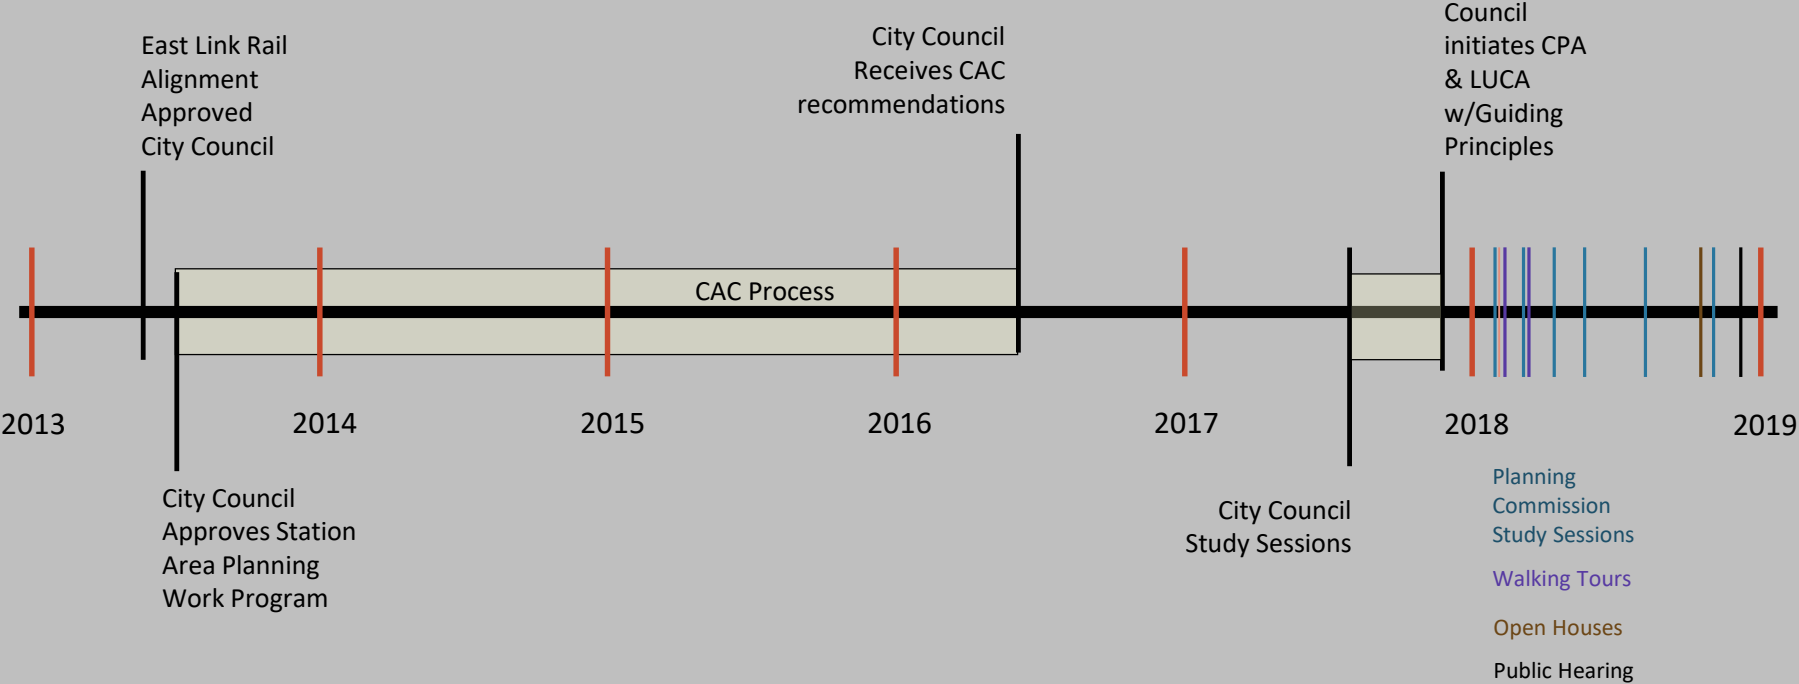 East Link Rail
Alignment
Approved
City Council
City Council
Receives CAC
recommendations
Council
initiates CPA
& LUCA
w/Guiding
Principles
CAC Process
2013
2014
2015
2016
2017
2018
2019
City Council
Approves Station
Area Planning
Work Program
City Council
Study Sessions
Planning
Commission
Study Sessions
Walking Tours
Open Houses
Public Hearing